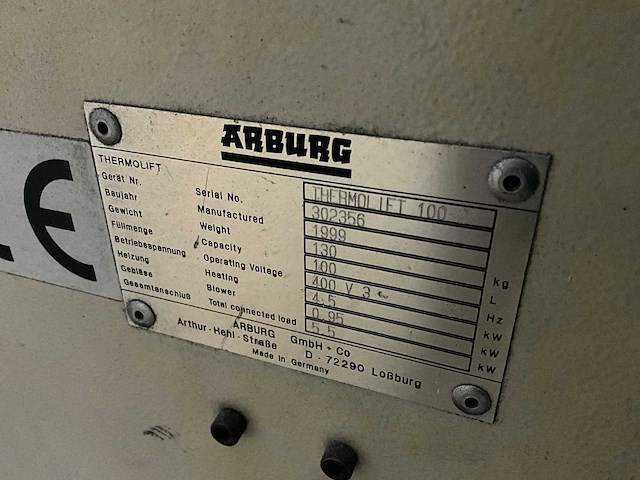 ARBURG
THERMOLIFT THERMOLIFT 100
Gerät Nr. Serial No. 302356
Baujahr Manufactured 1999
Gewicht Weight 130 kg
Füllmenge Capacity 100 L
Betriebsspannung Operating Voltage 400 V 3~ Hz
Heizung Heating 4.5 kW
Gebläse Blower 0.95 kW
Gesamtanschluß Total connected load 5.5 kW
ARBURG GmbH + Co
Arthur-Hehl-Straße D-72290 Loßburg
Made in Germany
CE